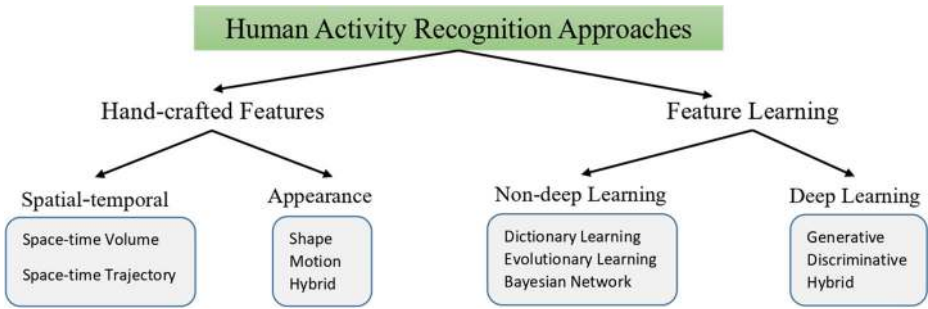 Human Activity Recognition Approaches
Hand-crafted Features
Feature Learning
Spatial-temporal
Space-time Volume
Space-time Trajectory
Appearance
Shape
Motion
Hybrid
Non-deep Learning
Dictionary Learning
Evolutionary Learning
Bayesian Network
Deep Learning
Generative
Discriminative
Hybrid